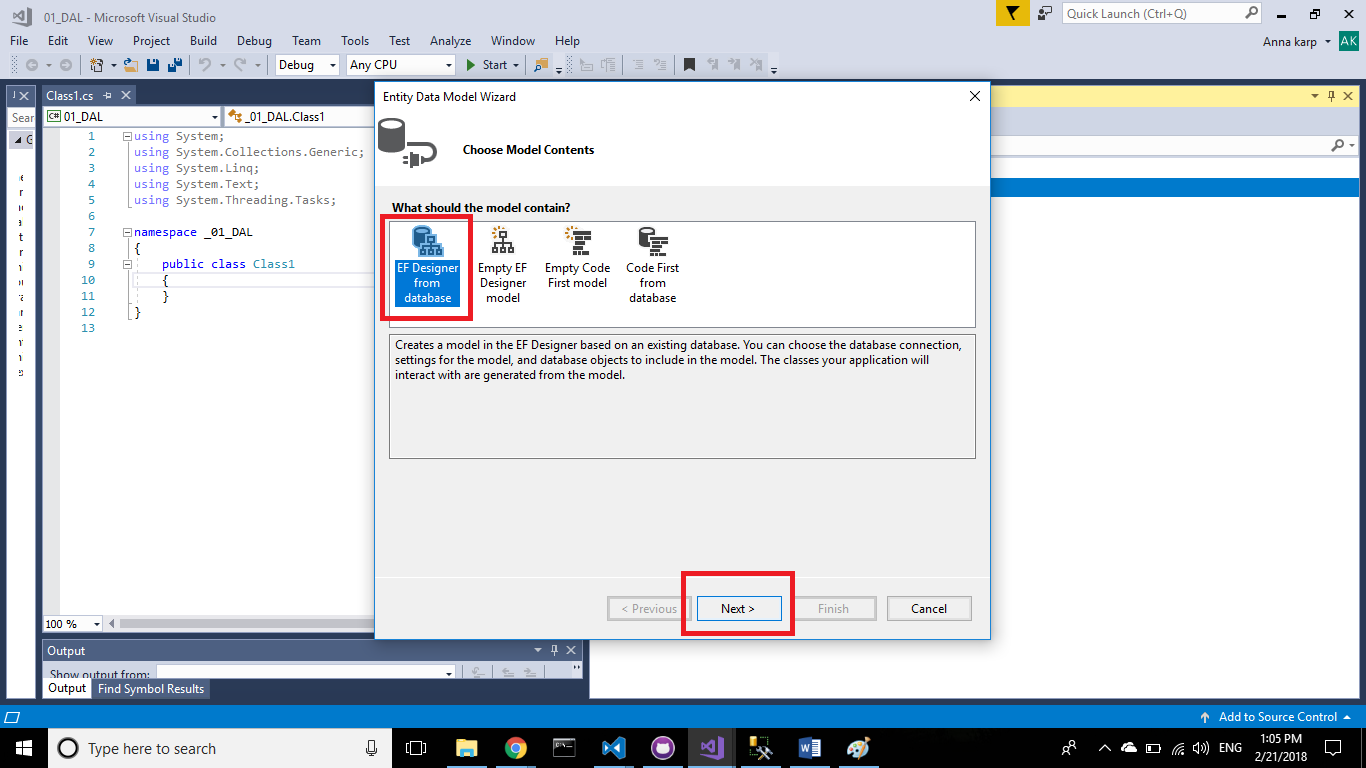 01_DAL - Microsoft Visual Studio
Quick Launch (Ctrl+Q)
File Edit View Project Build Debug Team Tools Test Analyze Window Help
Anna karp
AK
Debug
Any CPU
Start
Class1.cs
Sear
C# 01_DAL
_01_DAL.Class1
1 using System;
2 using System.Collections.Generic;
3 using System.Linq;
4 using System.Text;
5 using System.Threading.Tasks;
6
7 namespace _01_DAL
8 {
9 public class Class1
10 {
11 }
12 }
13
100 %
Entity Data Model Wizard
Choose Model Contents
What should the model contain?
EF Designer
from
database
Empty EF
Designer
model
Empty Code
First model
Code First
from
database
Creates a model in the EF Designer based on an existing database. You can choose the database connection,
settings for the model, and database objects to include in the model. The classes your application will
interact with are generated from the model.
< Previous
Next >
Finish
Cancel
Output
Show output from:
Output
Find Symbol Results
Add to Source Control
Type here to search
ENG
1:05 PM
2/21/2018